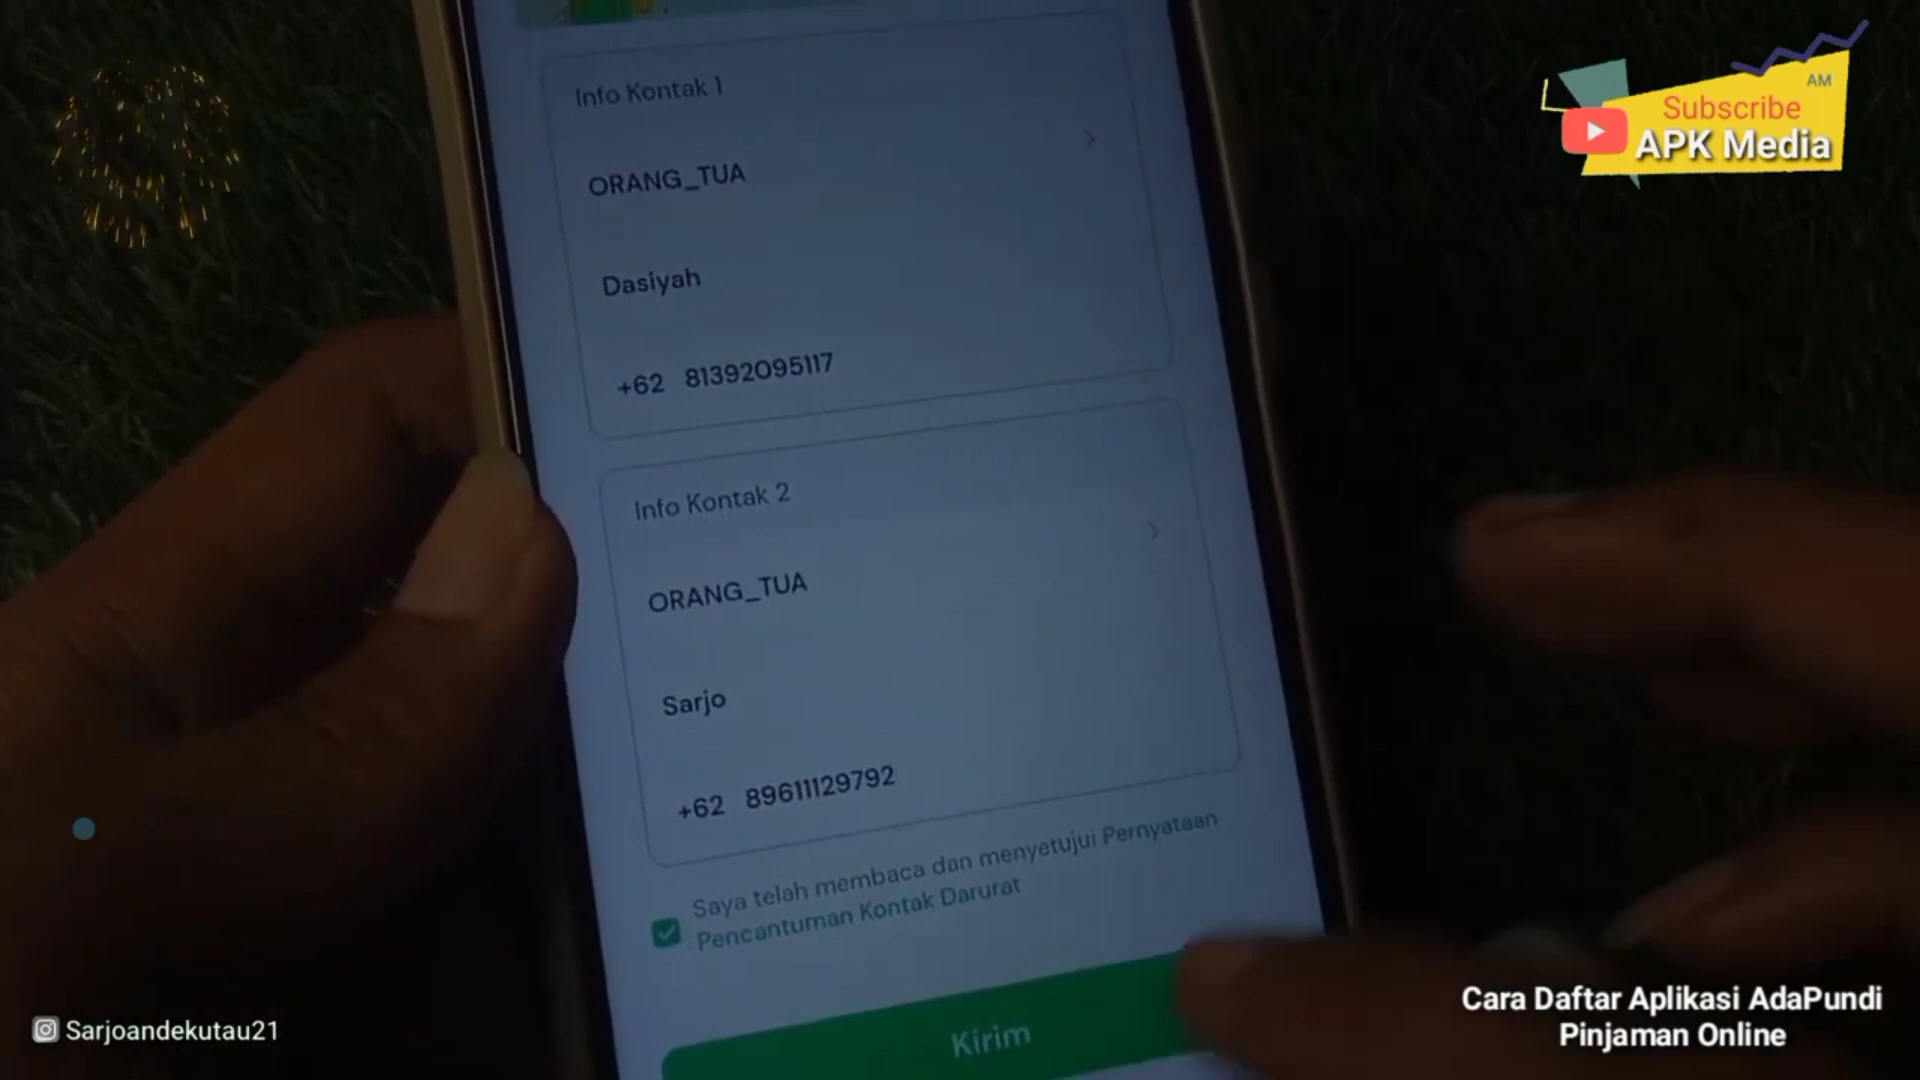 Info Kontak 1
ORANG_TUA
Dasiyah
+62 81392095117
Info Kontak 2
ORANG_TUA
Sarjo
+62 89611129792
Saya telah membaca dan menyetujui Pernyataan
Pencantuman Kontak Darurat
Kirim
AM
Subscribe
APK Media
Sarjoandekutau21
Cara Daftar Aplikasi AdaPundi
Pinjaman Online